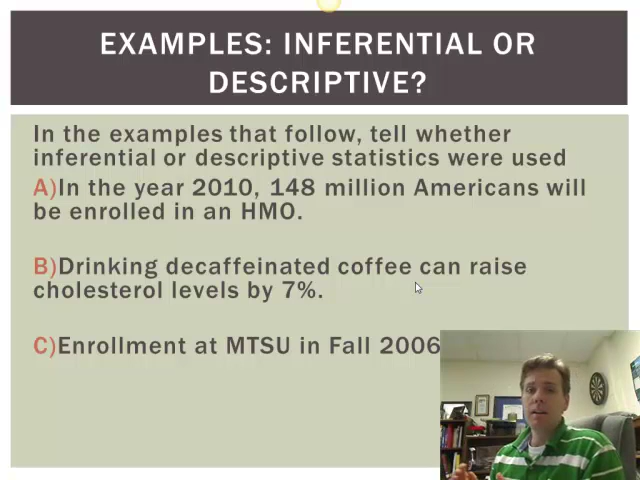 EXAMPLES: INFERENTIAL OR
DESCRIPTIVE?
In the examples that follow, tell whether
inferential or descriptive statistics were used
A)In the year 2010, 148 million Americans will
be enrolled in an HMO.
B)Drinking decaffeinated coffee can raise
cholesterol levels by 7%.
C)Enrollment at MTSU in Fall 2006